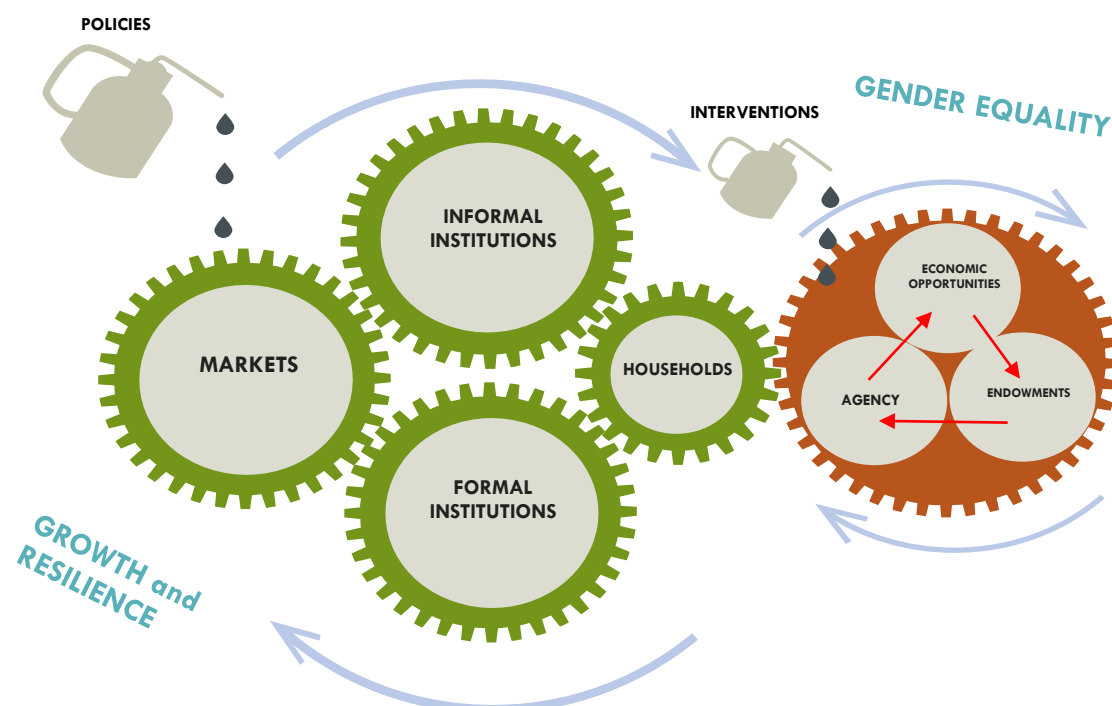 POLICIES
GENDER EQUALITY
INTERVENTIONS
INFORMAL
INSTITUTIONS
ECONOMIC
OPPORTUNITIES
MARKETS
HOUSEHOLDS
AGENCY
ENDOWMENTS
FORMAL
INSTITUTIONS
GROWTH and
RESILIENCE